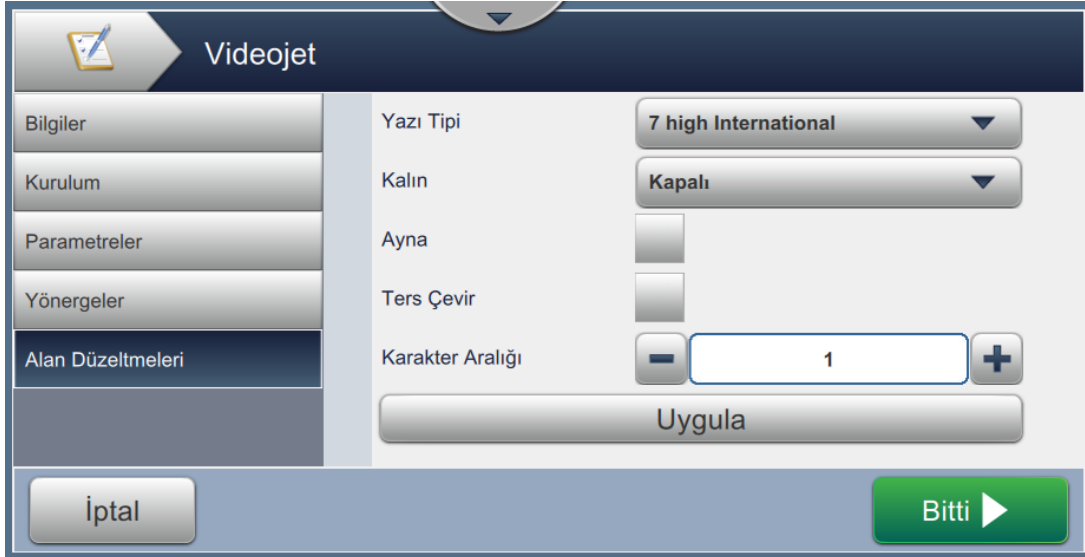 Videojet
Bilgiler
Kurulum
Parametreler
Yönergeler
Alan Düzeltmeleri
Yazı Tipi
7 high International
Kalın
Kapalı
Ayna
Ters Çevir
Karakter Aralığı
1
Uygula
İptal
Bitti